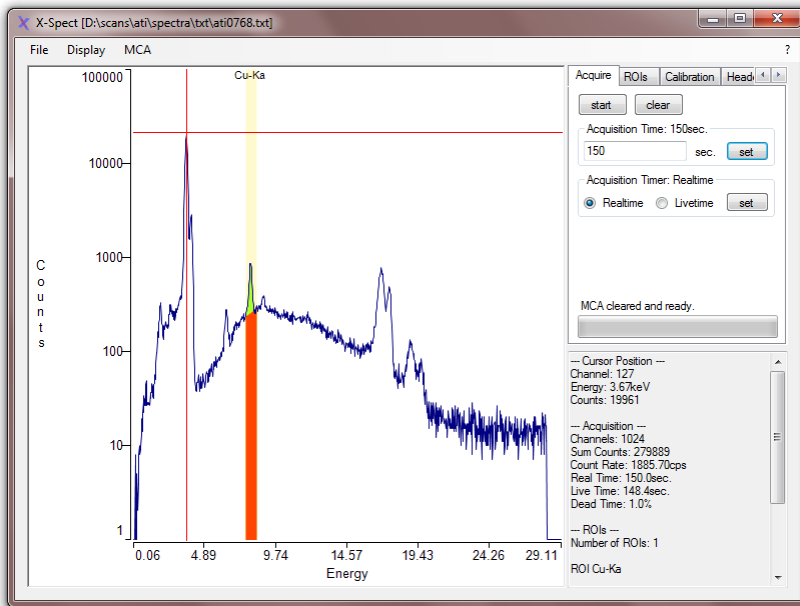 X-Spect [D:\scans\ati\spectra\txt\ati0768.txt]
File Display MCA ?
Cu-Ka
100000
10000
1000
100
10
1
Counts
0.06 4.89 9.74 14.57 19.43 24.26 29.11
Energy
Acquire ROIs Calibration Heade
start clear
Acquisition Time: 150sec.
150 sec. set
Acquisition Timer: Realtime
Realtime Livetime set
MCA cleared and ready.
--- Cursor Position ---
Channel: 127
Energy: 3.67keV
Counts: 19961
--- Acquisition ---
Channels: 1024
Sum Counts: 279889
Count Rate: 1885.70cps
Real Time: 150.0sec.
Live Time: 148.4sec.
Dead Time: 1.0%
--- ROIs ---
Number of ROIs: 1
ROI Cu-Ka